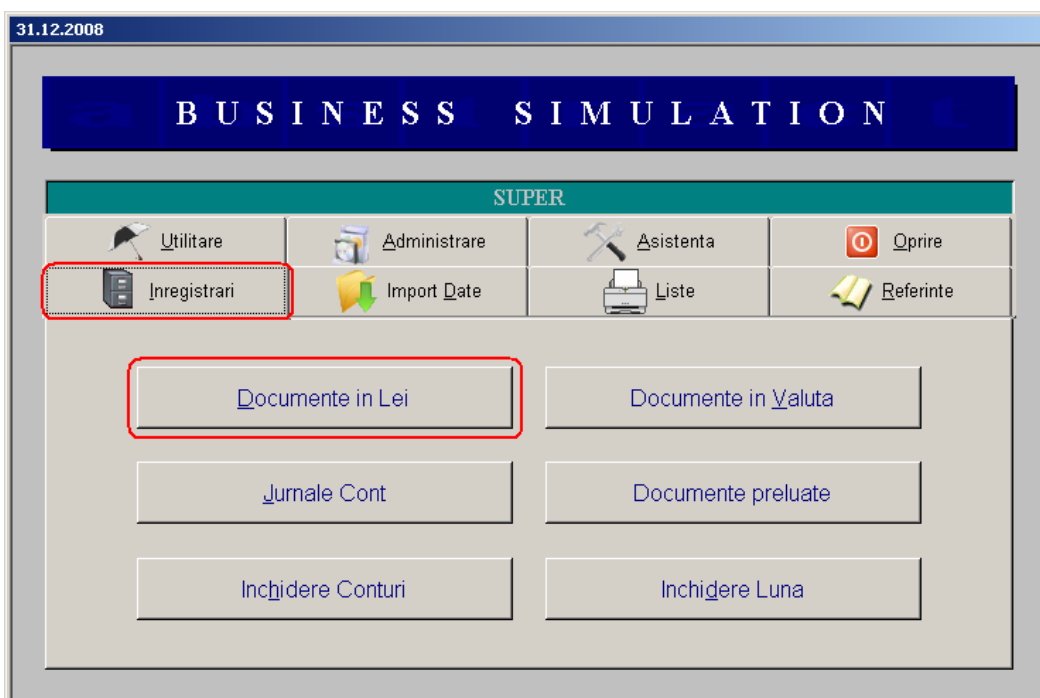 31.12.2008
BUSINESS SIMULATION
SUPER
Utilitare Administrare Asistenta Oprire
Inregistrari Import Date Liste Referinte
Documente in Lei Documente in Valuta
Jurnale Cont Documente preluate
Inchidere Conturi Inchidere Luna